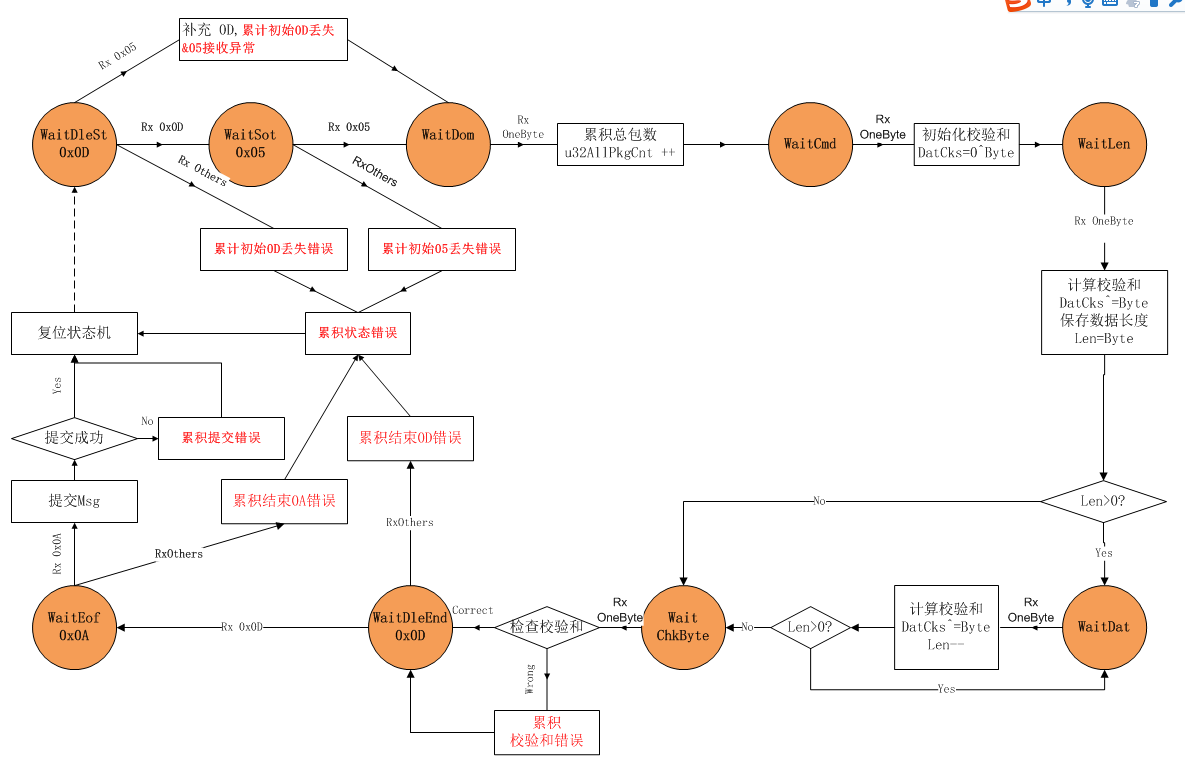 中
补充 0D,累计初始0D丢失
&05接收异常
Rx 0x05
WaitDleSt
0x0D
Rx 0x0D
WaitSot
0x05
Rx 0x05
WaitDom
Rx
OneByte
累积总包数
u32AllPkgCnt ++
WaitCmd
Rx
OneByte
初始化校验和
DatCks=0^Byte
WaitLen
Rx Others
RxOthers
Rx OneByte
累计初始0D丢失错误
累计初始05丢失错误
计算校验和
DatCks^=Byte
保存数据长度
Len=Byte
复位状态机
累积状态错误
Yes
提交成功
No
累积提交错误
累积结束0D错误
提交Msg
累积结束0A错误
Len>0?
No
Yes
Rx 0x0A
RxOthers
RxOthers
WaitEof
0x0A
Rx 0x0D
WaitDleEnd
0x0D
Correct
检查校验和
Rx
OneByte
Wait
ChkByte
No
Len>0?
计算校验和
DatCks^=Byte
Len--
Rx
OneByte
WaitDat
Yes
Wrong
累积
校验和错误